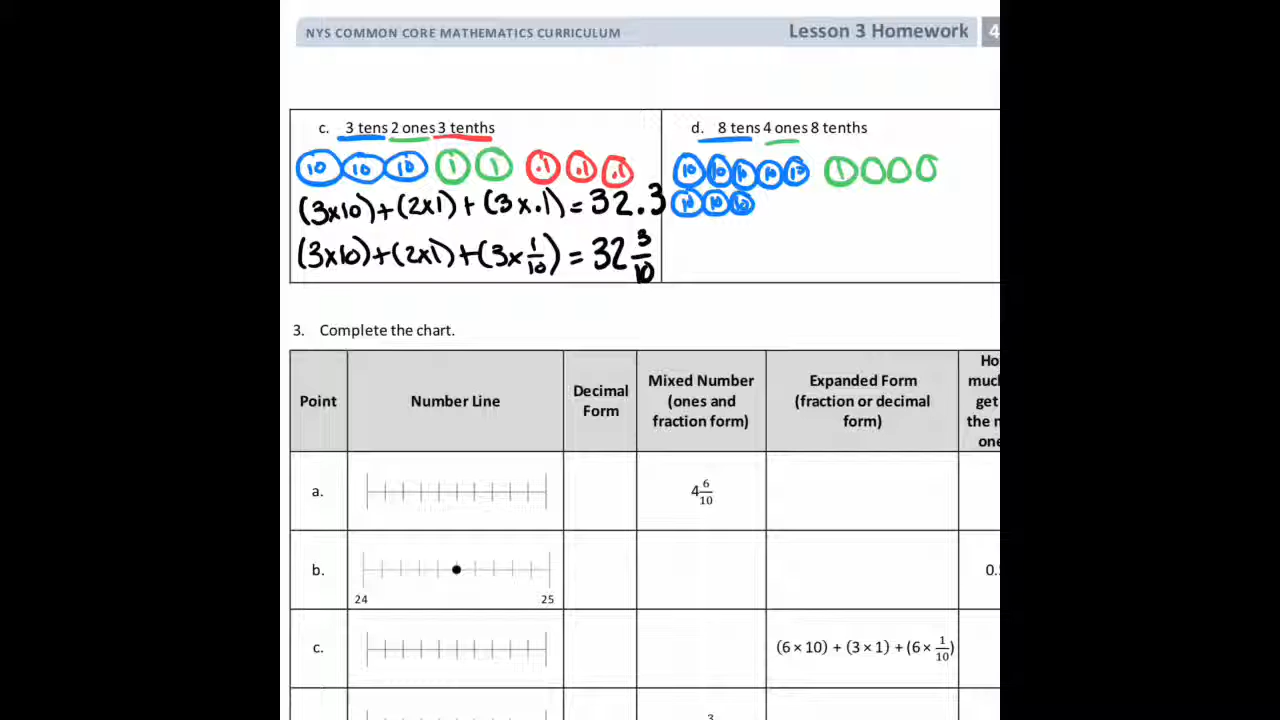 NYS COMMON CORE MATHEMATICS CURRICULUM Lesson 3 Homework 4
c. 3 tens 2 ones 3 tenths
10 10 10 1 1 .1 .1 .1
(3x10)+(2x1)+(3x.1)=32.3
(3x10)+(2x1)+(3x 1/10)=32 3/10
d. 8 tens 4 ones 8 tenths
10 10 10 10 10 1
10 10 10
3. Complete the chart.
Point
Number Line
Decimal
Form
Mixed Number
(ones and
fraction form)
Expanded Form
(fraction or decimal
form)
a. 4 6/10
b.
24 25
c. (6 × 10) + (3 × 1) + (6 × 1/10)
3